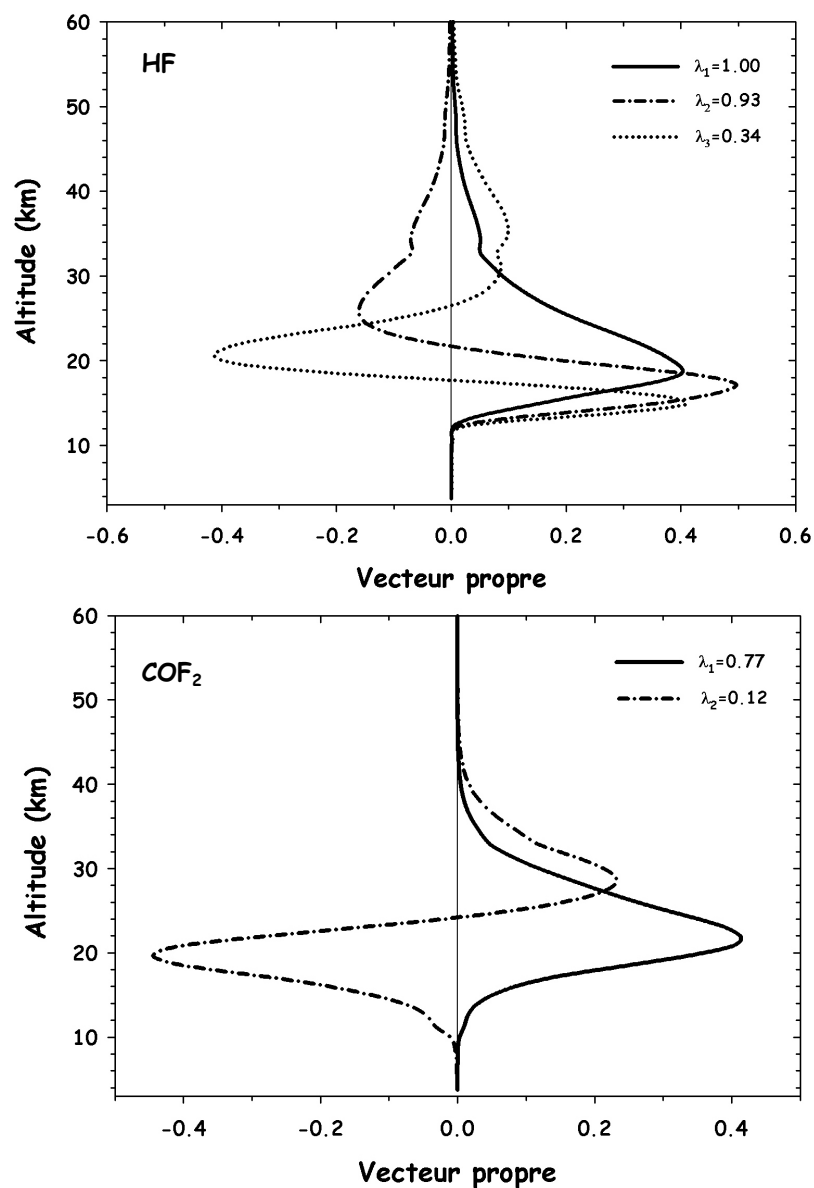 60
HF
λ1=1.00
50
λ2=0.93
λ3=0.34
40
Altitude (km)
30
20
10
-0.6 -0.4 -0.2 0.0 0.2 0.4 0.6
Vecteur propre
60
COF2
λ1=0.77
50
λ2=0.12
40
Altitude (km)
30
20
10
-0.4 -0.2 0.0 0.2 0.4
Vecteur propre